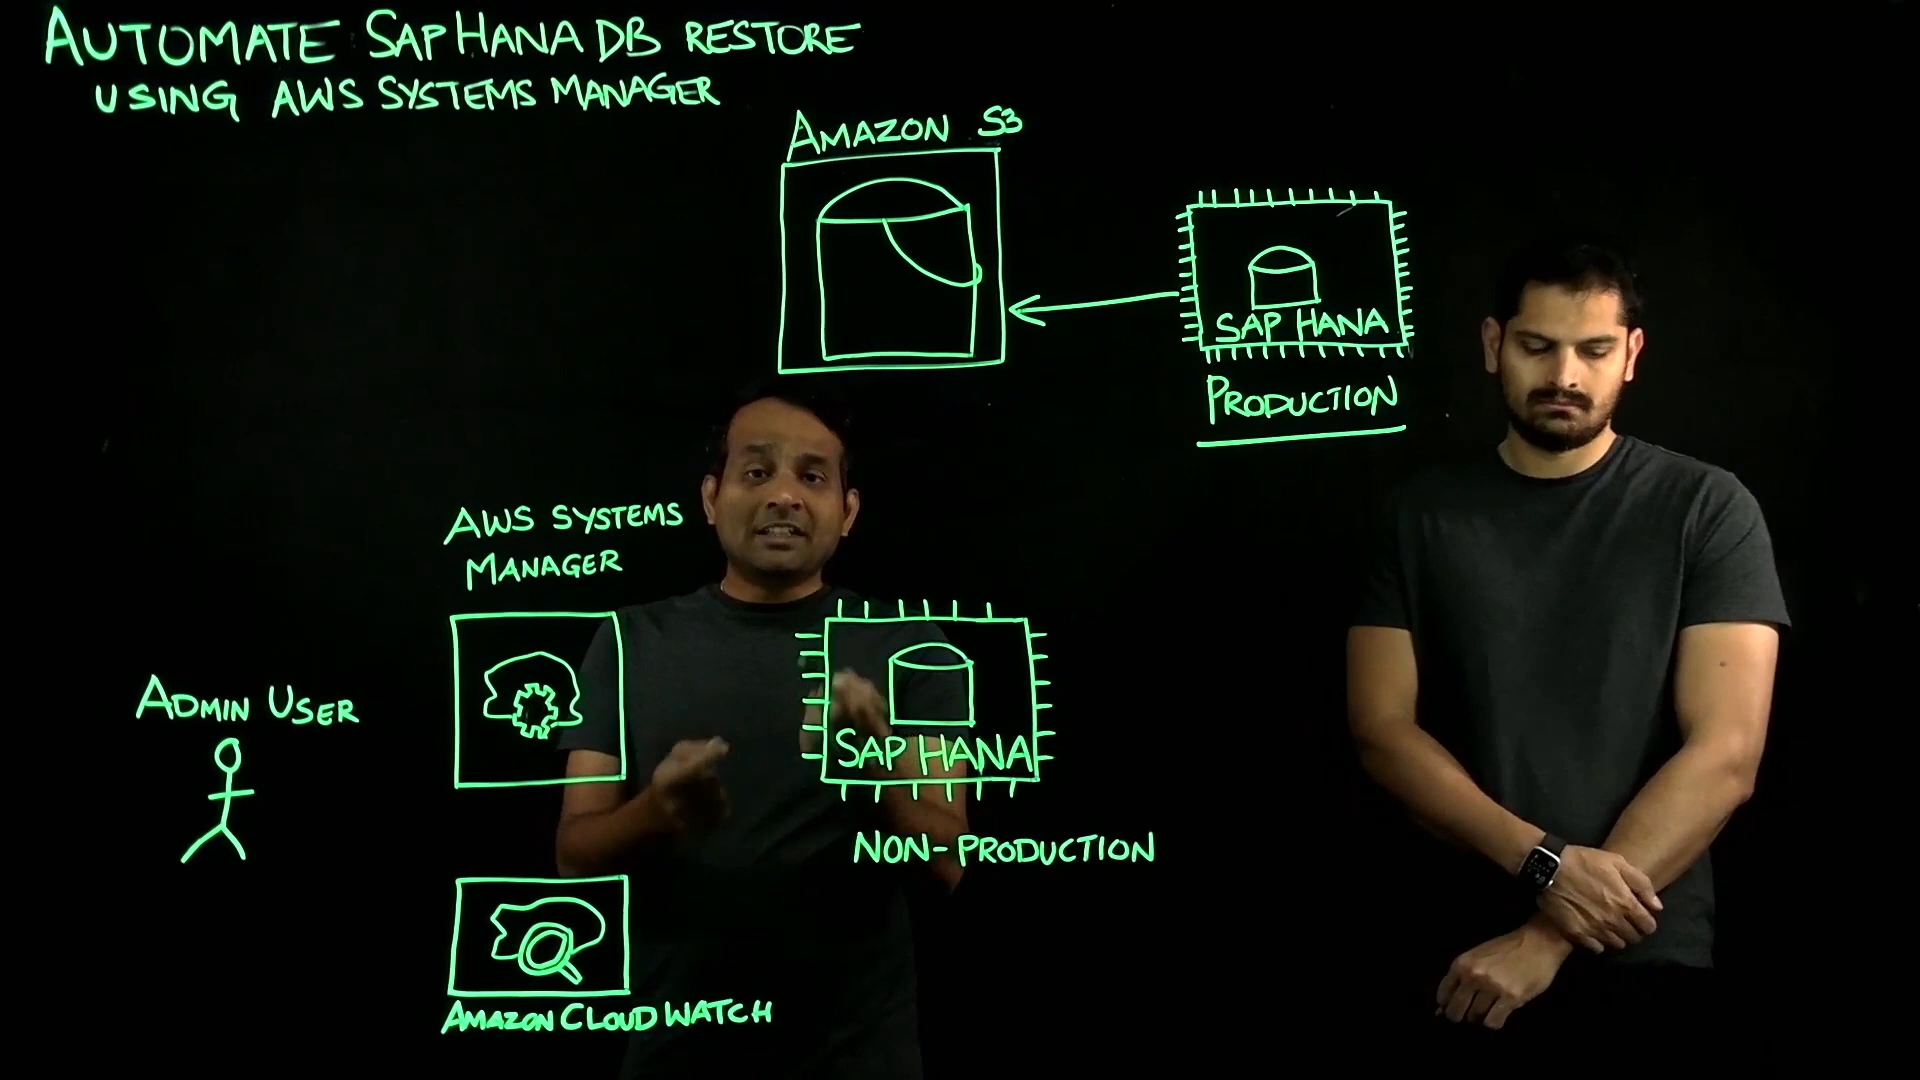 AUTOMATE SAP HANA DB RESTORE
USING AWS SYSTEMS MANAGER
AMAZON S3
SAP HANA
PRODUCTION
AWS SYSTEMS
MANAGER
ADMIN USER
SAP HANA
NON-PRODUCTION
AMAZON CLOUDWATCH